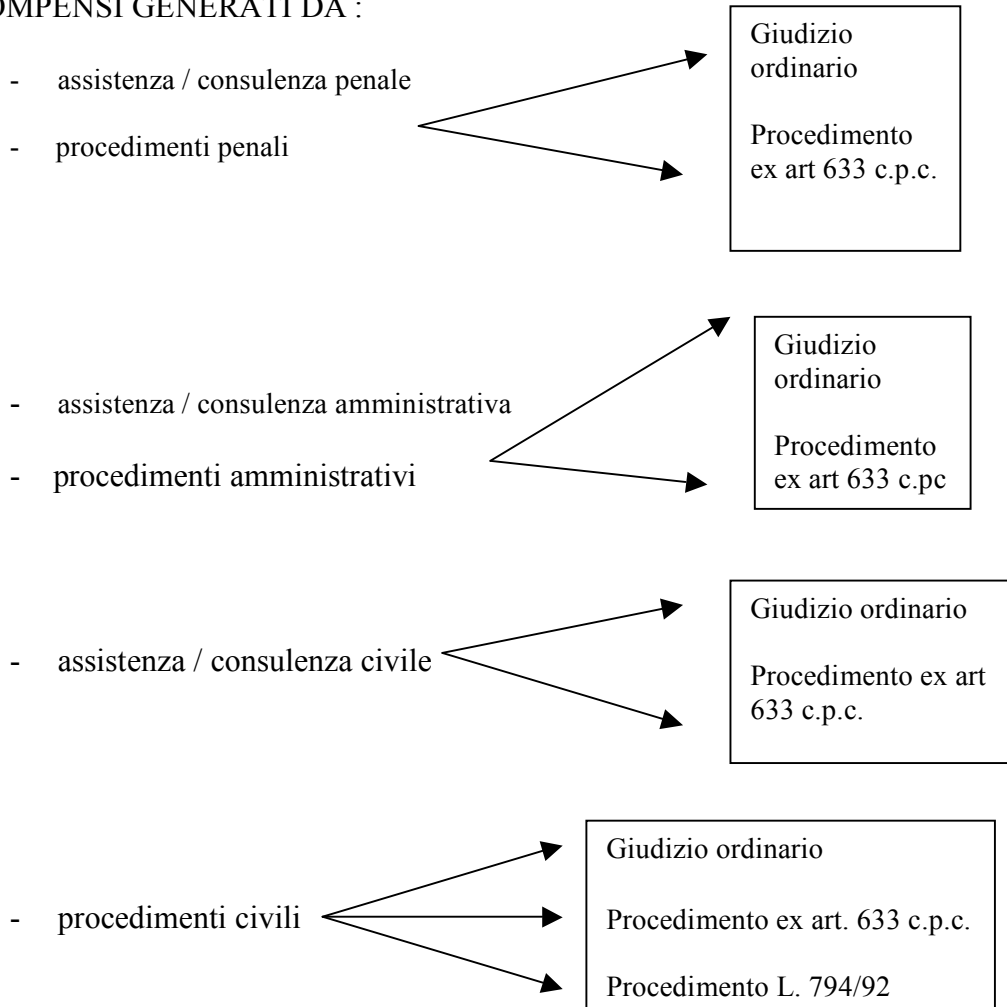 OMPENSI GENERATI DA :
- assistenza / consulenza penale
- procedimenti penali
Giudizio
ordinario
Procedimento
ex art 633 c.p.c.
- assistenza / consulenza amministrativa
- procedimenti amministrativi
Giudizio
ordinario
Procedimento
ex art 633 c.pc
- assistenza / consulenza civile
Giudizio ordinario
Procedimento ex art
633 c.p.c.
- procedimenti civili
Giudizio ordinario
Procedimento ex art. 633 c.p.c.
Procedimento L. 794/92